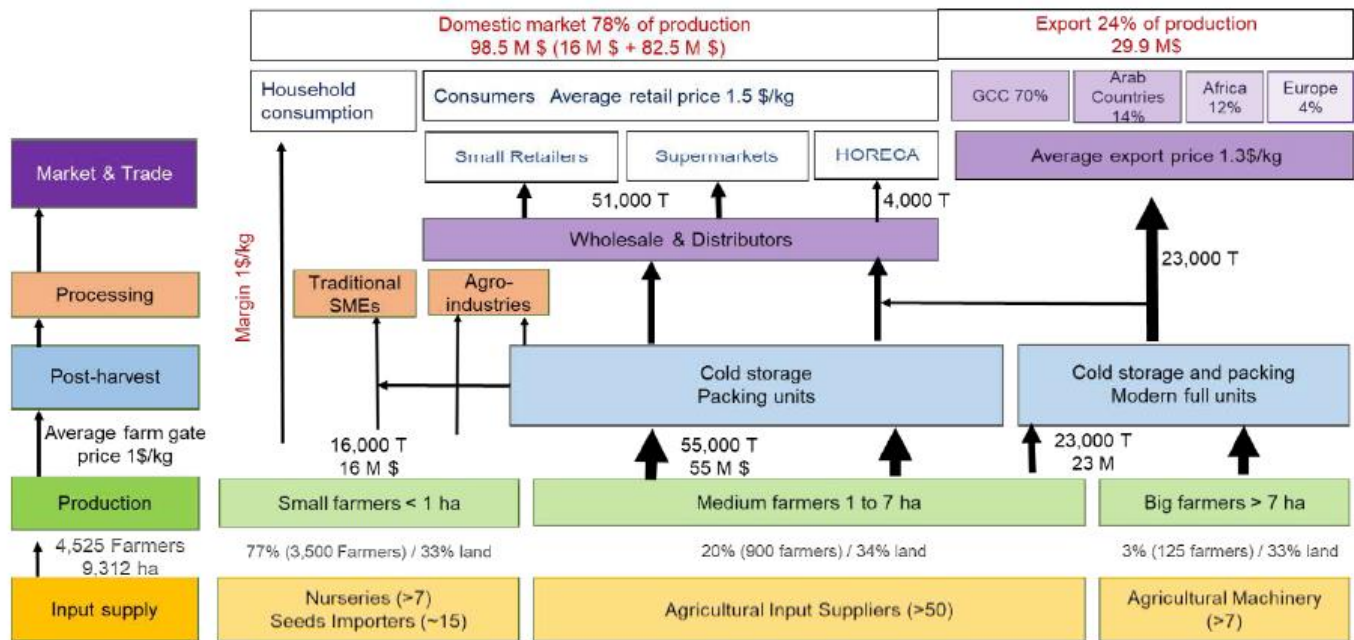 Domestic market 78% of production
98.5 M $ (16 M $ + 82.5 M $)
Export 24% of production
29.9 M$
Household
consumption
Consumers Average retail price 1.5 $/kg
GCC 70%
Arab
Countries
14%
Africa
12%
Europe
4%
Small Retailers
Supermarkets
HORECA
Average export price 1.3$/kg
Market & Trade
51,000 T
4,000 T
Wholesale & Distributors
Margin 1$/kg
23,000 T
Processing
Traditional
SMEs
Agro-
industries
Post-harvest
Cold storage
Packing units
Cold storage and packing
Modern full units
Average farm gate
price 1$/kg
16,000 T
16 M $
55,000 T
55 M $
23,000 T
23 M
Production
Small farmers < 1 ha
Medium farmers 1 to 7 ha
Big farmers > 7 ha
4,525 Farmers
9,312 ha
77% (3,500 Farmers) / 33% land
20% (900 farmers) / 34% land
3% (125 farmers) / 33% land
Input supply
Nurseries (>7)
Seeds Importers (~15)
Agricultural Input Suppliers (>50)
Agricultural Machinery
(>7)